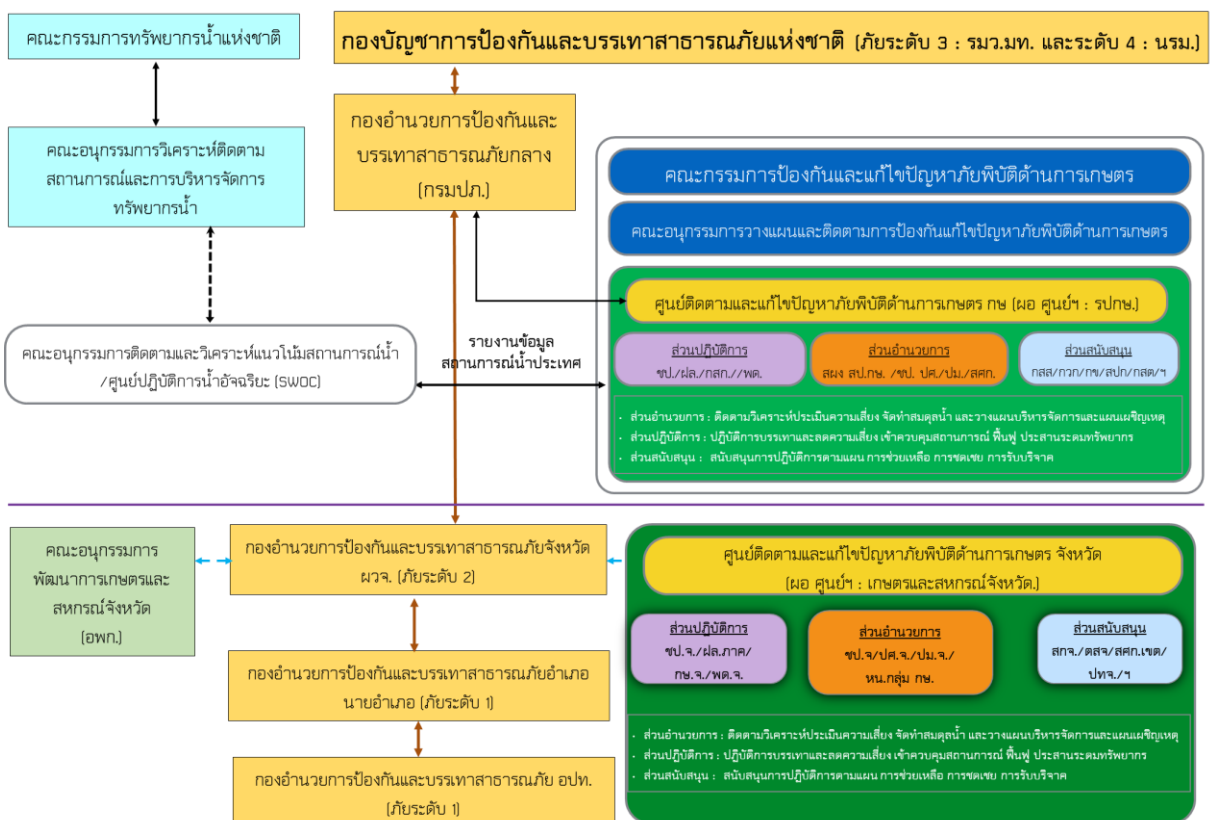 คณะกรรมการทรัพยากรน้ำแห่งชาติ
กองบัญชาการป้องกันและบรรเทาสาธารณภัยแห่งชาติ (ภัยระดับ 3 : รมว.มท. และระดับ 4 : นรม.)
กองอำนวยการป้องกันและ
บรรเทาสาธารณภัยกลาง
(กรมปภ.)
คณะอนุกรรมการวิเคราะห์ติดตาม
สถานการณ์และการบริหารจัดการ
ทรัพยากรน้ำ
คณะกรรมการป้องกันและแก้ไขปัญหาภัยพิบัติด้านการเกษตร
คณะอนุกรรมการวางแผนและติดตามการป้องกันแก้ไขปัญหาภัยพิบัติด้านการเกษตร
ศูนย์ติดตามและแก้ไขปัญหาภัยพิบัติด้านการเกษตร กษ (ผอ ศูนย์ฯ : รปกษ.)
คณะอนุกรรมการติดตามและวิเคราะห์แนวโน้มสถานการณ์น้ำ
/ศูนย์ปฏิบัติการน้ำอัจฉริยะ (SWOC)
รายงานข้อมูล
สถานการณ์น้ำประเทศ
ส่วนปฏิบัติการ
ชป./ฝล./กสก.//พด.
ส่วนอำนวยการ
สผง สป.กษ. /ชป. ปศ./ปม./สศก.
ส่วนสนับสนุน
กสส/กวก/กข/สปก/กสต/ฯ
· ส่วนอำนวยการ : ติดตามวิเคราะห์ประเมินความเสี่ยง จัดทำสมดุลน้ำ และวางแผนบริหารจัดการและแผนเผชิญเหตุ
· ส่วนปฏิบัติการ : ปฏิบัติการบรรเทาและลดความเสี่ยง เข้าควบคุมสถานการณ์ ฟื้นฟู ประสานระดมทรัพยากร
· ส่วนสนับสนุน : สนับสนุนการปฏิบัติการตามแผน การช่วยเหลือ การชดเชย การรับบริจาค
คณะอนุกรรมการ
พัฒนาการเกษตรและ
สหกรณ์จังหวัด
(อพก.)
กองอำนวยการป้องกันและบรรเทาสาธารณภัยจังหวัด
ผวจ. (ภัยระดับ 2)
ศูนย์ติดตามและแก้ไขปัญหาภัยพิบัติด้านการเกษตร จังหวัด
(ผอ ศูนย์ฯ : เกษตรและสหกรณ์จังหวัด.)
ส่วนปฏิบัติการ
ชป.จ./ฝล.ภาค/
กษ.จ./พด.จ.
ส่วนอำนวยการ
ชป.จ/ปศ.จ./ปม.จ./
หน.กลุ่ม กษ.
ส่วนสนับสนุน
สกจ./ตสจ/สศก.เขต/
ปทจ./ฯ
กองอำนวยการป้องกันและบรรเทาสาธารณภัยอำเภอ
นายอำเภอ (ภัยระดับ 1)
· ส่วนอำนวยการ : ติดตามวิเคราะห์ประเมินความเสี่ยง จัดทำสมดุลน้ำ และวางแผนบริหารจัดการและแผนเผชิญเหตุ
· ส่วนปฏิบัติการ : ปฏิบัติการบรรเทาและลดความเสี่ยง เข้าควบคุมสถานการณ์ ฟื้นฟู ประสานระดมทรัพยากร
· ส่วนสนับสนุน : สนับสนุนการปฏิบัติการตามแผน การช่วยเหลือ การชดเชย การรับบริจาค
กองอำนวยการป้องกันและบรรเทาสาธารณภัย อปท.
(ภัยระดับ 1)